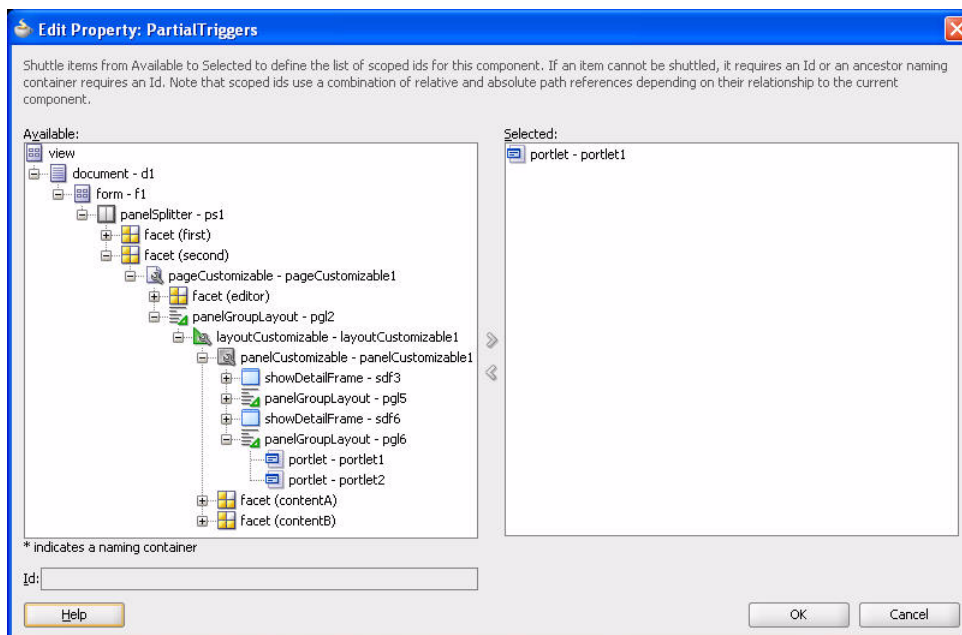 Edit Property: PartialTriggers
Shuttle items from Available to Selected to define the list of scoped ids for this component. If an item cannot be shuttled, it requires an Id or an ancestor naming
container requires an Id. Note that scoped ids use a combination of relative and absolute path references depending on their relationship to the current
component.
Available:
view
document - d1
form - f1
panelSplitter - ps1
facet (first)
facet (second)
pageCustomizable - pageCustomizable1
facet (editor)
panelGroupLayout - pgl2
layoutCustomizable - layoutCustomizable1
panelCustomizable - panelCustomizable1
showDetailFrame - sdf3
panelGroupLayout - pgl5
showDetailFrame - sdf6
panelGroupLayout - pgl6
portlet - portlet1
portlet - portlet2
facet (contentA)
facet (contentB)
* indicates a naming container
Id:
Selected:
portlet - portlet1
Help
OK
Cancel